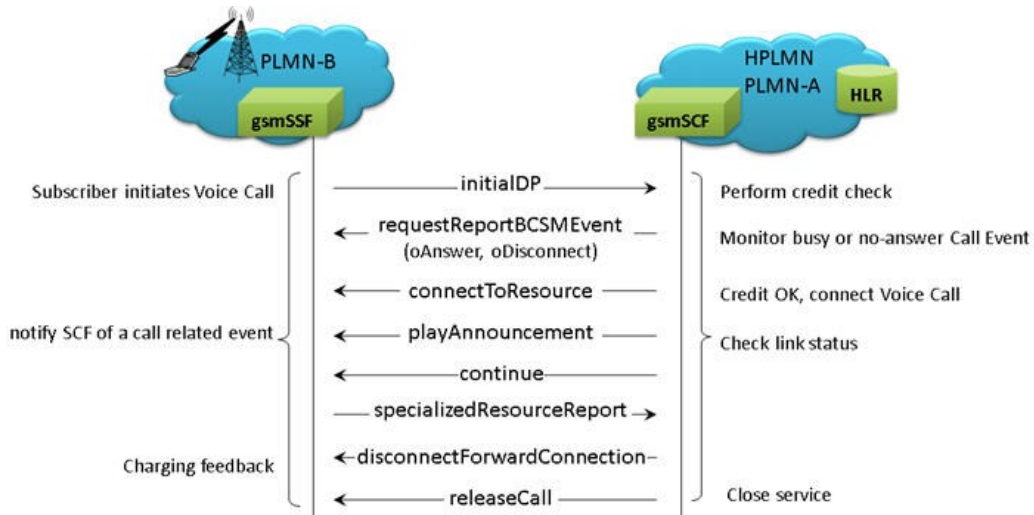 PLMN-B
gsmSSF
HPLMN
PLMN-A
HLR
gsmSCF
Subscriber initiates Voice Call
initialDP
Perform credit check
requestReportBCSMEvent
(oAnswer, oDisconnect)
Monitor busy or no-answer Call Event
connectToResource
Credit OK, connect Voice Call
notify SCF of a call related event
playAnnouncement
Check link status
continue
specializedResourceReport
Charging feedback
disconnectForwardConnection
releaseCall
Close service